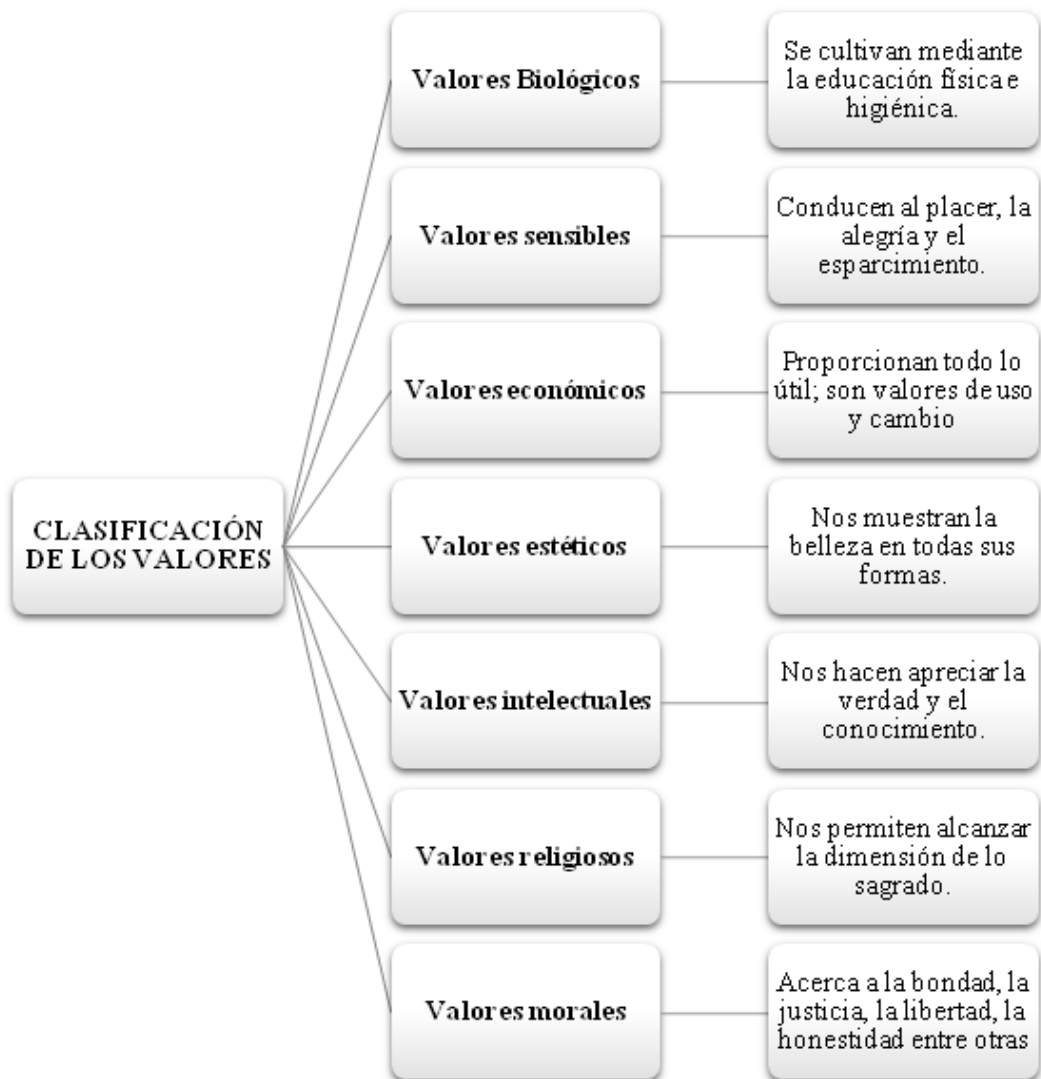 Valores Biológicos
Se cultivan mediante
la educación física e
higiénica.
Valores sensibles
Conducen al placer, la
alegría y el
esparcimiento.
Valores económicos
Proporcionan todo lo
útil; son valores de uso
y cambio
CLASIFICACIÓN
DE LOS VALORES
Valores estéticos
Nos muestran la
belleza en todas sus
formas.
Valores intelectuales
Nos hacen apreciar la
verdad y el
conocimiento.
Valores religiosos
Nos permiten alcanzar
la dimensión de lo
sagrado.
Valores morales
Acerca a la bondad, la
justicia, la libertad, la
honestidad entre otras